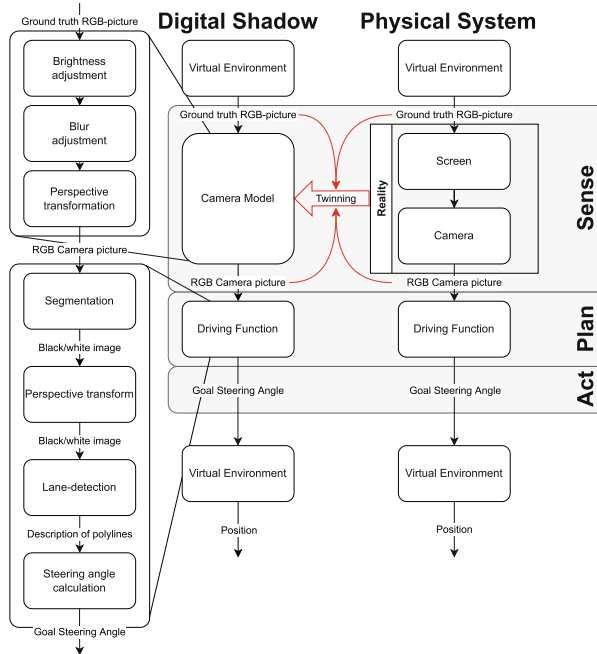 Digital Shadow
Physical System
Ground truth RGB-picture
Brightness
adjustment
Blur
adjustment
Perspective
transformation
RGB Camera picture
Segmentation
Black/white image
Perspective transform
Black/white image
Lane-detection
Description of polylines
Steering angle
calculation
Goal Steering Angle
Virtual Environment
Ground truth RGB-picture
Camera Model
RGB Camera picture
Driving Function
Goal Steering Angle
Virtual Environment
Position
Twinning
Virtual Environment
Ground truth RGB-picture
Reality
Screen
Camera
RGB Camera picture
Driving Function
Goal Steering Angle
Virtual Environment
Position
Sense
Plan
Act